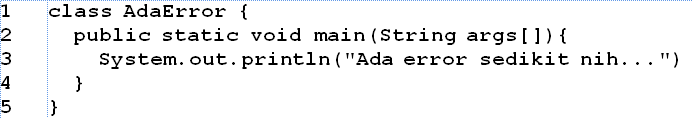 1   class AdaError {
2     public static void main(String args[]){
3       System.out.println("Ada error sedikit nih...")
4     }
5   }